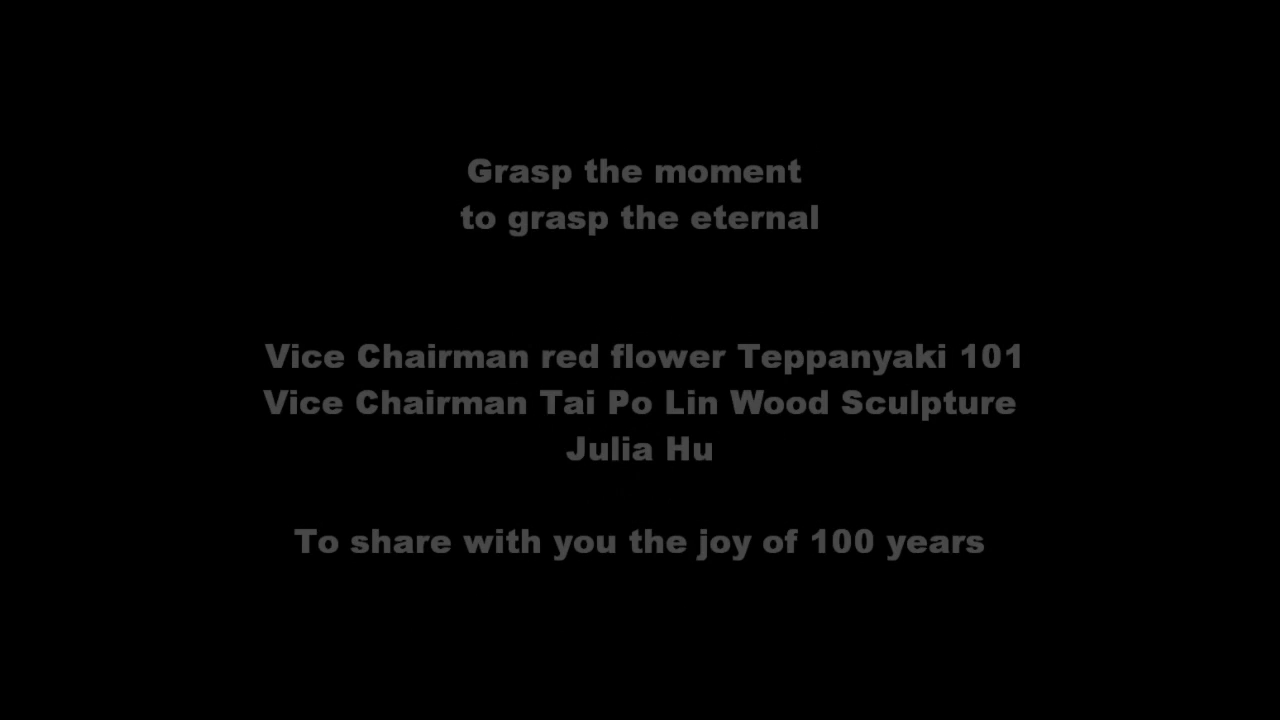 Grasp the moment
to grasp the eternal
Vice Chairman red flower Teppanyaki 101
Vice Chairman Tai Po Lin Wood Sculpture
Julia Hu
To share with you the joy of 100 years